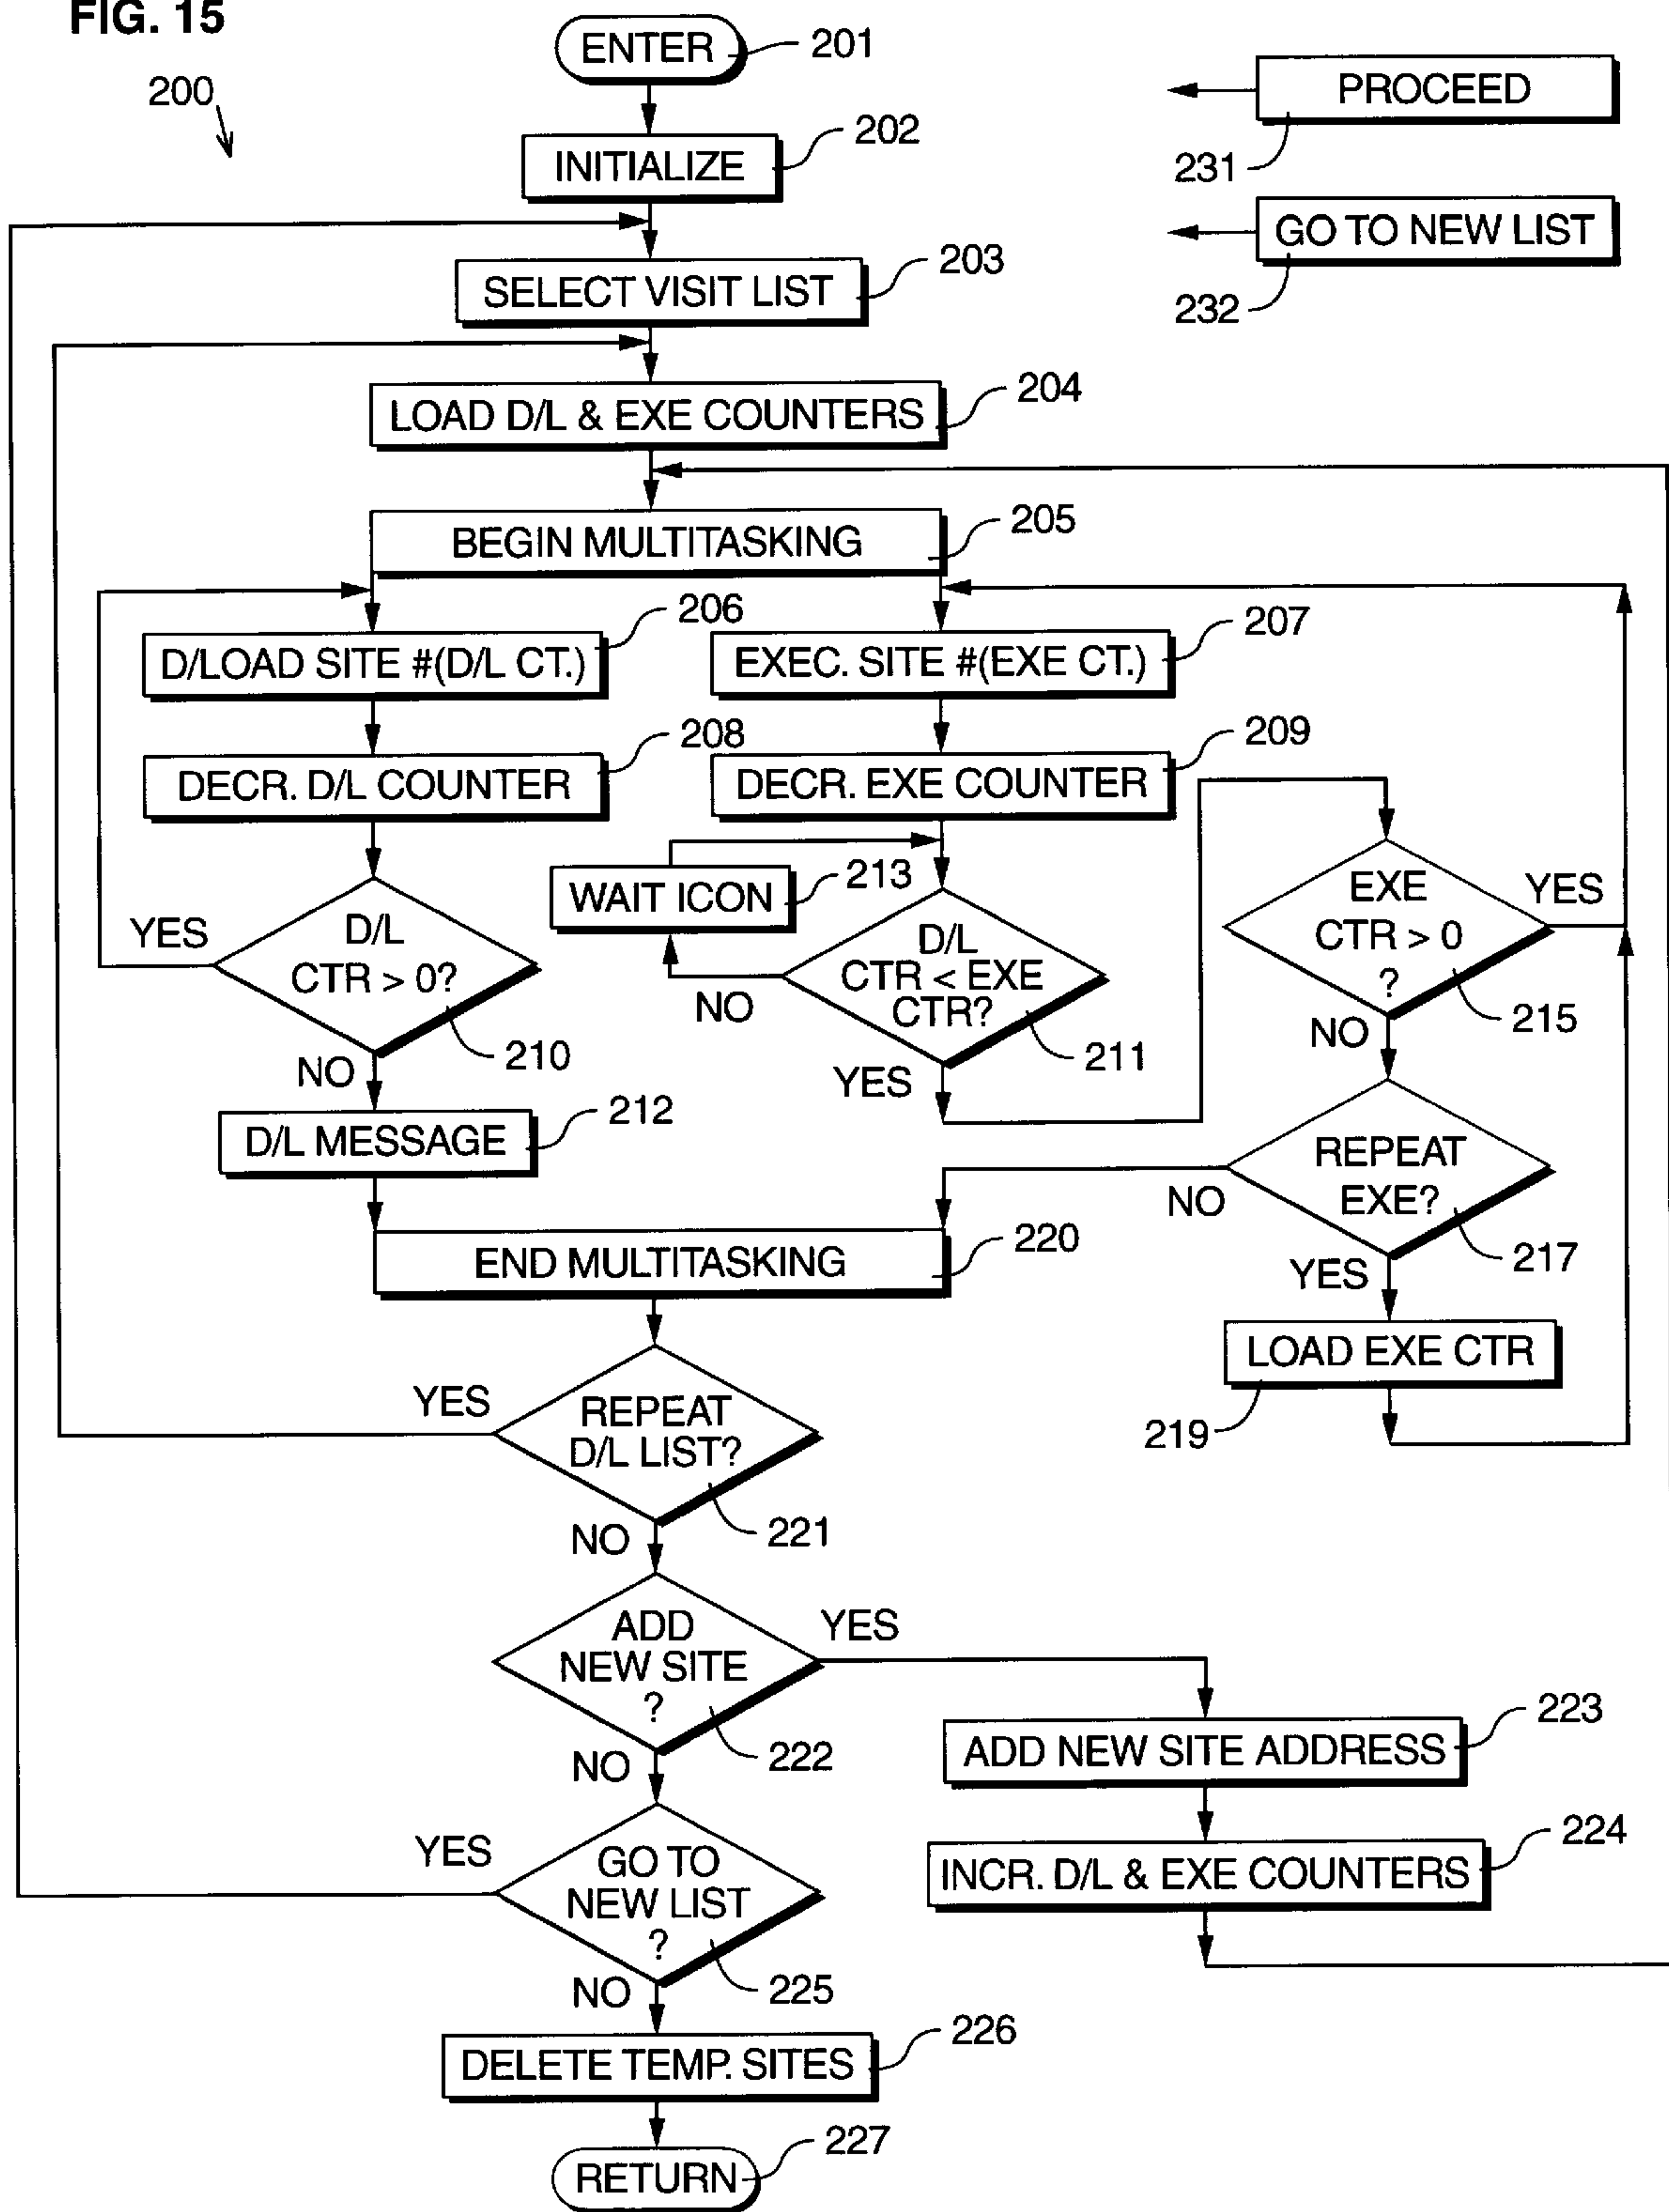 FIG. 15
200
ENTER
201
PROCEED
231
INITIALIZE
202
GO TO NEW LIST
232
SELECT VISIT LIST
203
LOAD D/L & EXE COUNTERS
204
BEGIN MULTITASKING
205
D/LOAD SITE #(D/L CT.)
206
EXEC. SITE #(EXE CT.)
207
DECR. D/L COUNTER
208
DECR. EXE COUNTER
209
WAIT ICON
213
YES
D/L
CTR > 0?
210
NO
D/L
CTR < EXE
CTR?
211
NO
YES
EXE
CTR > 0
?
215
YES
NO
D/L MESSAGE
212
REPEAT
EXE?
217
NO
YES
END MULTITASKING
220
LOAD EXE CTR
219
YES
REPEAT
D/L LIST?
221
NO
ADD
NEW SITE
?
222
YES
NO
ADD NEW SITE ADDRESS
223
INCR. D/L & EXE COUNTERS
224
YES
GO TO
NEW LIST
?
225
NO
DELETE TEMP. SITES
226
RETURN
227